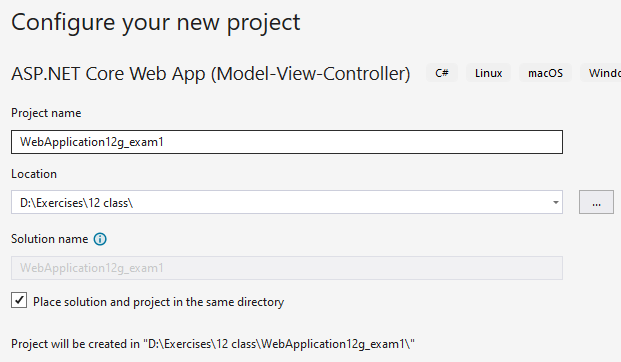 Configure your new project
ASP.NET Core Web App (Model-View-Controller) C# Linux macOS
Project name
WebApplication12g_exam1
Location
D:\Exercises\12 class\
...
Solution name
WebApplication12g_exam1
Place solution and project in the same directory
Project will be created in "D:\Exercises\12 class\WebApplication12g_exam1\"